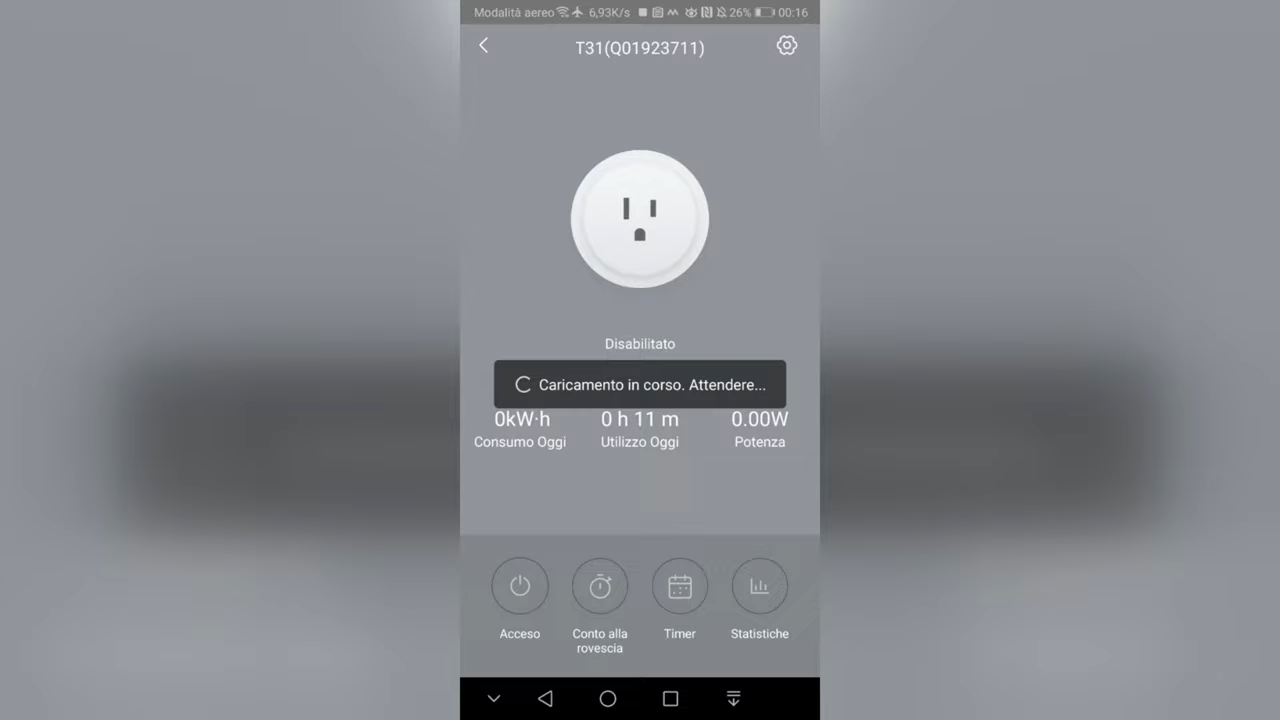 Modalità aereo 6,93K/s 26% 00:16
T31(Q01923711)
Disabilitato
Caricamento in corso. Attendere...
0kW·h 0 h 11 m 0.00W
Consumo Oggi Utilizzo Oggi Potenza
Acceso Conto alla rovescia Timer Statistiche